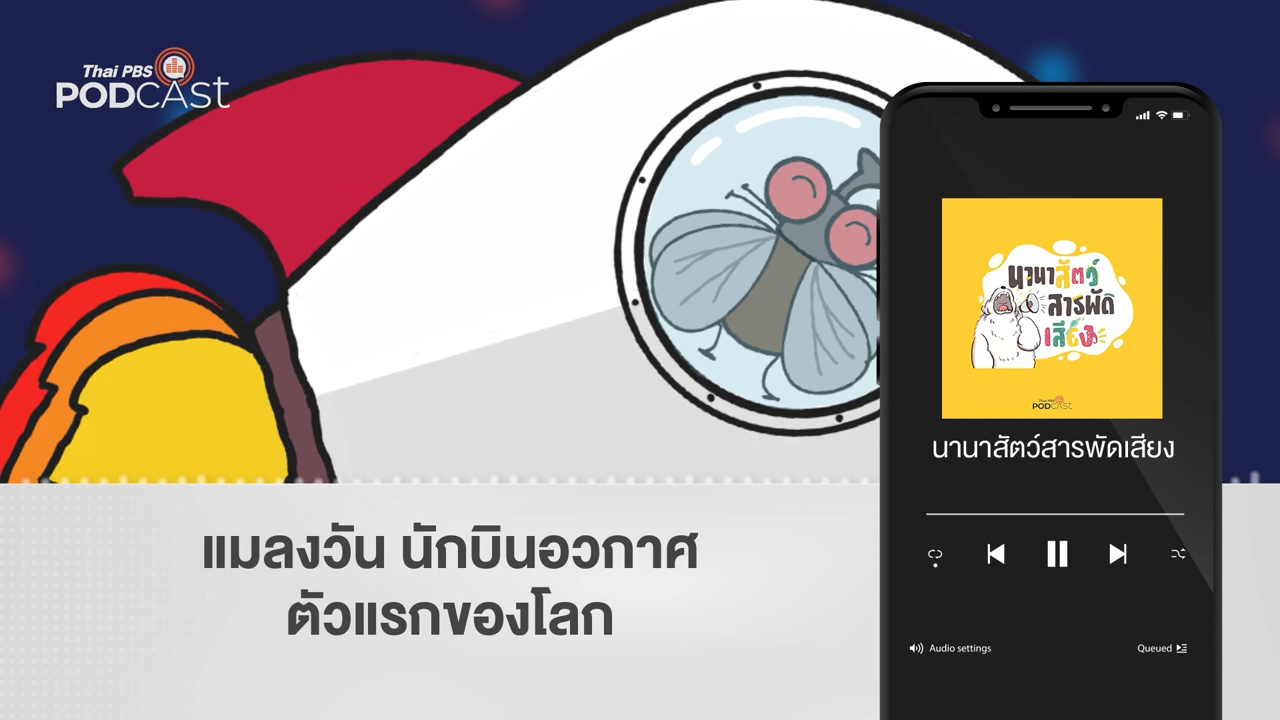 Thai PBS
PODCAST
นานาสัตว์
สารพัด
เสียง
Thai PBS
PODCAST
นานาสัตว์สารพัดเสียง
แมลงวัน นักบินอวกาศ
ตัวแรกของโลก
Audio settings
Queued